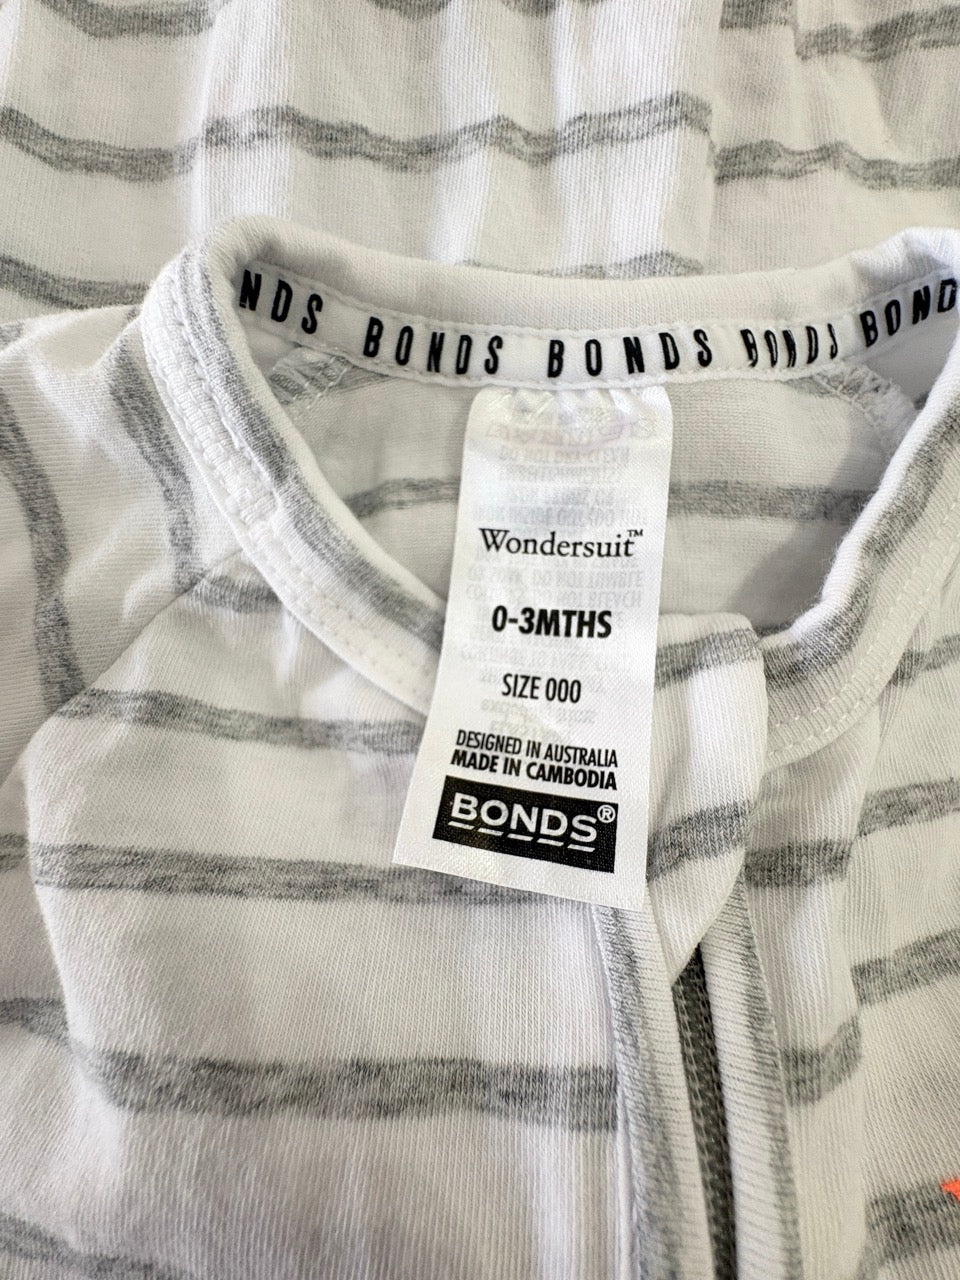 NDS BONDS BONDS BONDS BOND
Wondersuit™
0-3MTHS
SIZE 000
DESIGNED IN AUSTRALIA
MADE IN CAMBODIA
BONDS®